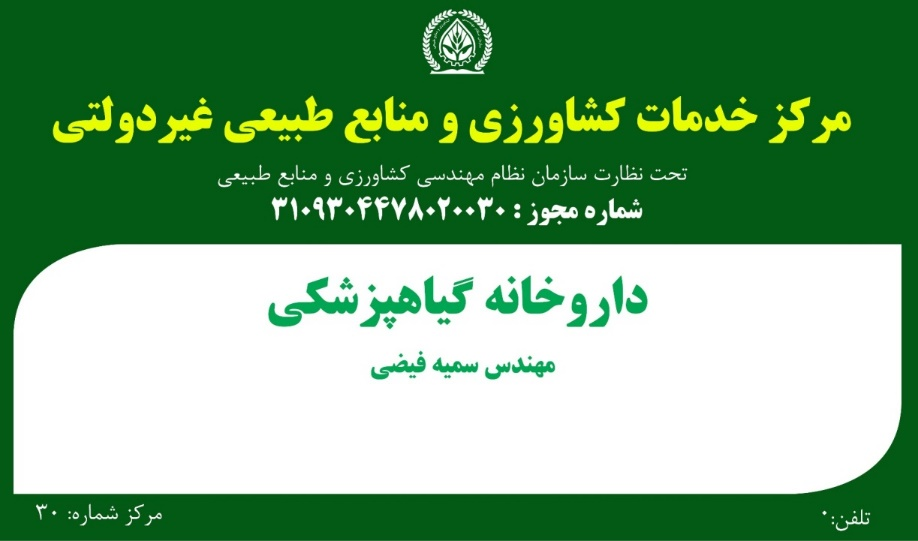 مرکز خدمات کشاورزی و منابع طبیعی غیردولتی
تحت نظارت سازمان نظام مهندسی کشاورزی و منابع طبیعی
شماره مجوز : ۳۱۰۹۳۰۴۴۷۸۰۲۰۰۳۰
داروخانه گیاهپزشکی
مهندس سمیه فیضی
تلفن:۰
مرکز شماره: ۳۰